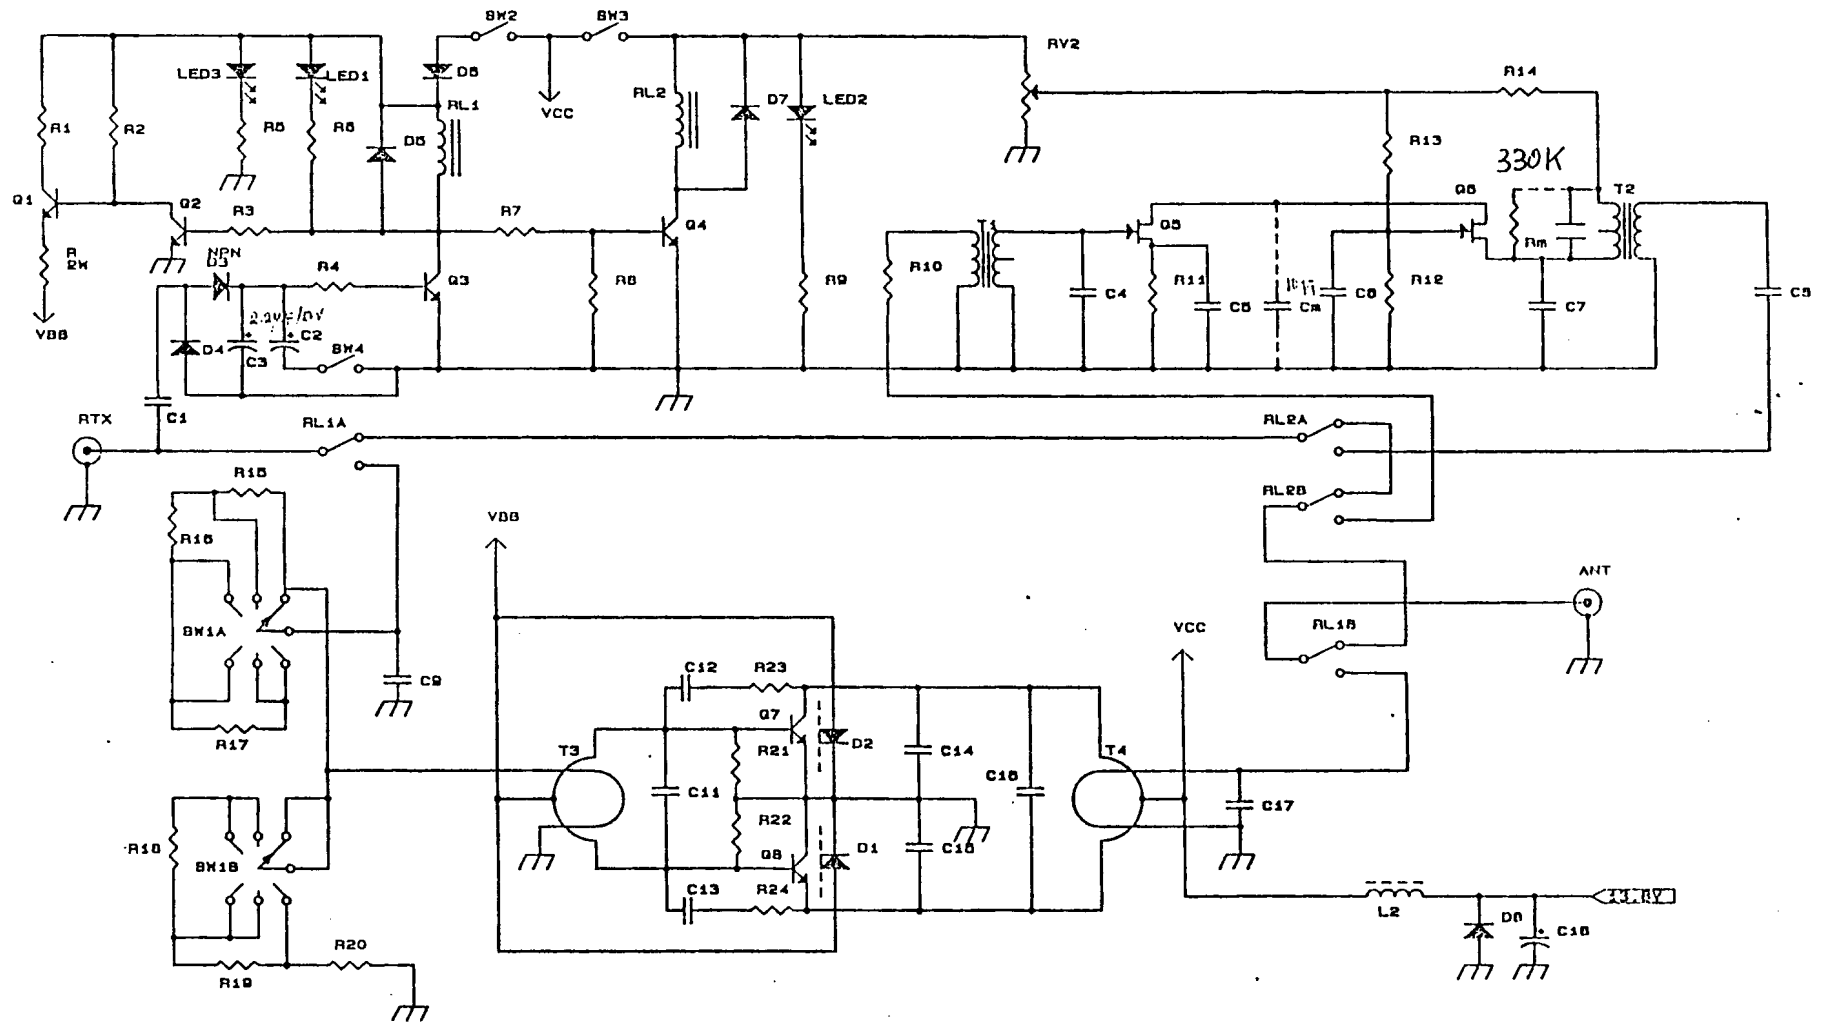 SW2
SW3
RV2
LED3
LED1
D6
RL1
VCC
RL2
D7
LED2
R14
R1
R2
R5
R6
D5
R13
330K
Q1
Q2
R3
R7
Q4
T1
Q5
Q6
T2
Rm
R
2W
NPN
D3
R4
Q3
R8
R9
R10
C4
R11
C5
Cm
C6
R12
C7
C8
VBB
D4
C3
C2
SW4
C1
RTX
RL1A
RL2A
R15
RL2B
VBB
R16
ANT
SW1A
RL1B
VCC
C9
C12
R23
R17
Q7
R21
D2
T3
C14
T4
C11
C16
C17
R22
R18
SW1B
Q8
D1
C15
C13
R24
L2
13.8V
D8
C18
R20
R19